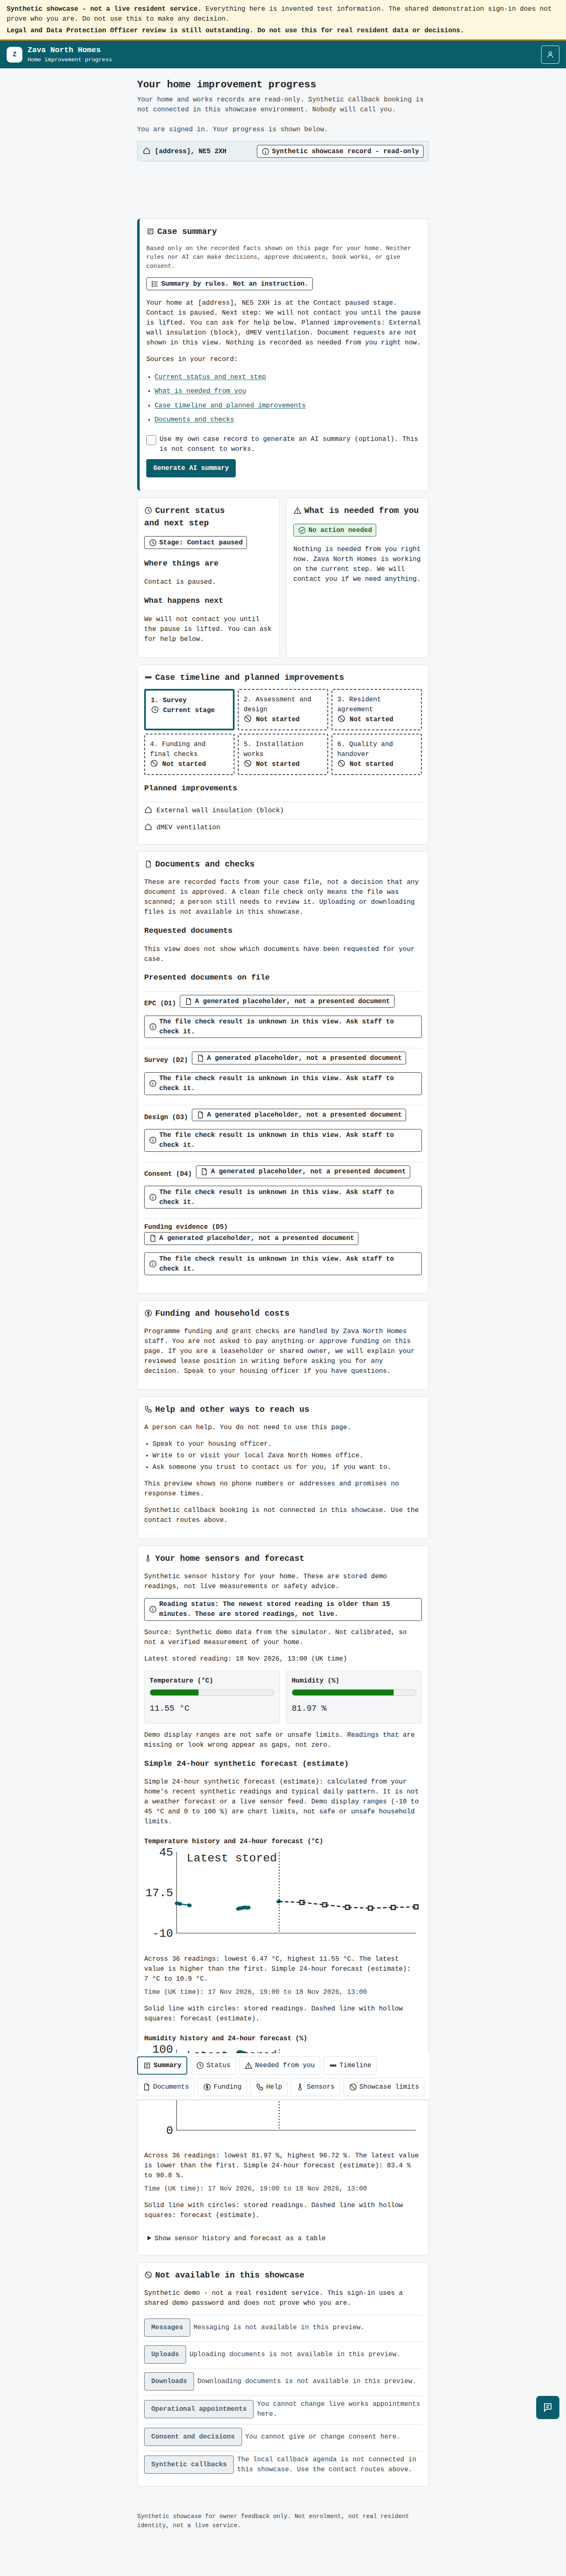 Synthetic showcase - not a live resident service. Everything here is invented test information. The shared demonstration sign-in does not
prove who you are. Do not use this to make any decision.
Legal and Data Protection Officer review is still outstanding. Do not use this for real resident data or decisions.
Z
Zava North Homes
Home improvement progress
Your home improvement progress
Your home and works records are read-only. Synthetic callback booking is
not connected in this showcase environment. Nobody will call you.
You are signed in. Your progress is shown below.
[address], NE5 2XH
Synthetic showcase record - read-only
Case summary
Based only on the recorded facts shown on this page for your home. Neither
rules nor AI can make decisions, approve documents, book works, or give
consent.
Summary by rules. Not an instruction.
Your home at [address], NE5 2XH is at the Contact paused stage.
Contact is paused. Next step: We will not contact you until the pause
is lifted. You can ask for help below. Planned improvements: External
wall insulation (block), dMEV ventilation. Document requests are not
shown in this view. Nothing is recorded as needed from you right now.
Sources in your record:
• Current status and next step
• What is needed from you
• Case timeline and planned improvements
• Documents and checks
Use my own case record to generate an AI summary (optional). This
is not consent to works.
Generate AI summary
Current status
and next step
Stage: Contact paused
Where things are
Contact is paused.
What happens next
We will not contact you until
the pause is lifted. You can ask
for help below.
What is needed from you
No action needed
Nothing is needed from you right
now. Zava North Homes is working
on the current step. We will
contact you if we need anything.
Case timeline and planned improvements
1. Survey
Current stage
2. Assessment and
design
Not started
3. Resident
agreement
Not started
4. Funding and
final checks
Not started
5. Installation
works
Not started
6. Quality and
handover
Not started
Planned improvements
External wall insulation (block)
dMEV ventilation
Documents and checks
These are recorded facts from your case file, not a decision that any
document is approved. A clean file check only means the file was
scanned; a person still needs to review it. Uploading or downloading
files is not available in this showcase.
Requested documents
This view does not show which documents have been requested for your
case.
Presented documents on file
EPC (D1) A generated placeholder, not a presented document
The file check result is unknown in this view. Ask staff to
check it.
Survey (D2) A generated placeholder, not a presented document
The file check result is unknown in this view. Ask staff to
check it.
Design (D3) A generated placeholder, not a presented document
The file check result is unknown in this view. Ask staff to
check it.
Consent (D4) A generated placeholder, not a presented document
The file check result is unknown in this view. Ask staff to
check it.
Funding evidence (D5)
A generated placeholder, not a presented document
The file check result is unknown in this view. Ask staff to
check it.
Funding and household costs
Programme funding and grant checks are handled by Zava North Homes
staff. You are not asked to pay anything or approve funding on this
page. If you are a leaseholder or shared owner, we will explain your
reviewed lease position in writing before asking you for any
decision. Speak to your housing officer if you have questions.
Help and other ways to reach us
A person can help. You do not need to use this page.
• Speak to your housing officer.
• Write to or visit your local Zava North Homes office.
• Ask someone you trust to contact us for you, if you want to.
This preview shows no phone numbers or addresses and promises no
response times.
Synthetic callback booking is not connected in this showcase. Use the
contact routes above.
Your home sensors and forecast
Synthetic sensor history for your home. These are stored demo
readings, not live measurements or safety advice.
Reading status: The newest stored reading is older than 15
minutes. These are stored readings, not live.
Source: Synthetic demo data from the simulator. Not calibrated, so
not a verified measurement of your home.
Latest stored reading: 18 Nov 2026, 13:00 (UK time)
Temperature (°C)
11.55 °C
Humidity (%)
81.97 %
Demo display ranges are not safe or unsafe limits. Readings that are
missing or look wrong appear as gaps, not zero.
Simple 24-hour synthetic forecast (estimate)
Simple 24-hour synthetic forecast (estimate): calculated from your
home's recent synthetic readings and typical daily pattern. It is not
a weather forecast or a live sensor feed. Demo display ranges (-10 to
45 °C and 0 to 100 %) are chart limits, not safe or unsafe household
limits.
Temperature history and 24-hour forecast (°C)
45
Latest stored
17.5
-10
Across 36 readings: lowest 6.47 °C, highest 11.55 °C. The latest
value is higher than the first. Simple 24-hour forecast (estimate):
7 °C to 10.9 °C.
Time (UK time): 17 Nov 2026, 19:00 to 18 Nov 2026, 13:00
Solid line with circles: stored readings. Dashed line with hollow
squares: forecast (estimate).
Humidity history and 24-hour forecast (%)
100
Summary
Status
Needed from you
Timeline
Documents
Funding
Help
Sensors
Showcase limits
0
Across 36 readings: lowest 81.97 %, highest 96.72 %. The latest value
is lower than the first. Simple 24-hour forecast (estimate): 83.4 %
to 90.8 %.
Time (UK time): 17 Nov 2026, 19:00 to 18 Nov 2026, 13:00
Solid line with circles: stored readings. Dashed line with hollow
squares: forecast (estimate).
Show sensor history and forecast as a table
Not available in this showcase
Synthetic demo - not a real resident service. This sign-in uses a
shared demo password and does not prove who you are.
Messages Messaging is not available in this preview.
Uploads Uploading documents is not available in this preview.
Downloads Downloading documents is not available in this preview.
Operational appointments You cannot change live works appointments
here.
Consent and decisions You cannot give or change consent here.
Synthetic callbacks The local callback agenda is not connected in
this showcase. Use the contact routes above.
Synthetic showcase for owner feedback only. Not enrolment, not real resident
identity, not a live service.